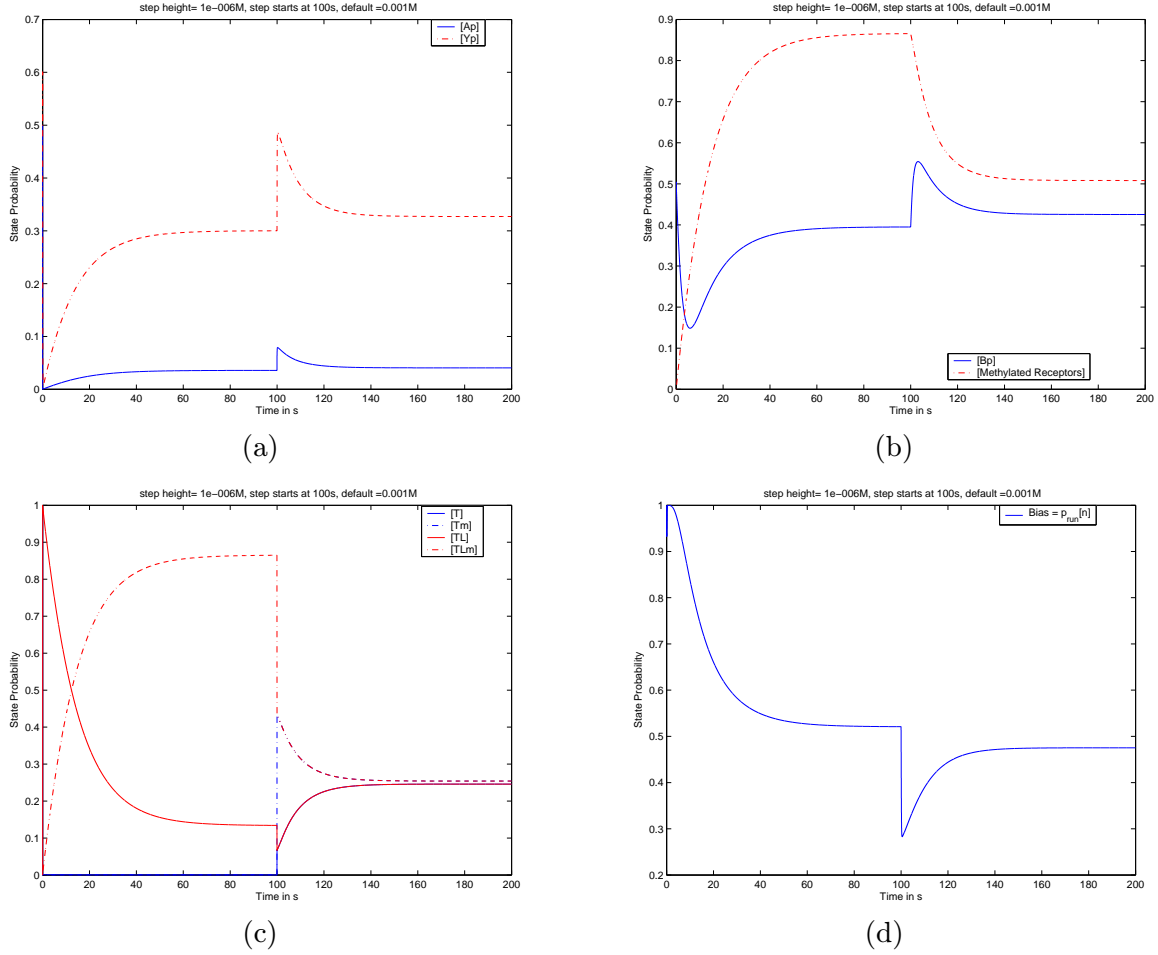 step height= 1e-006M, step starts at 100s, default =0.001M
[Ap]
[Yp]
State Probability
0.7
0.6
0.5
0.4
0.3
0.2
0.1
0
0 20 40 60 80 100 120 140 160 180 200
Time in s
(a)
step height= 1e-006M, step starts at 100s, default =0.001M
State Probability
0.9
0.8
0.7
0.6
0.5
0.4
0.3
0.2
0.1
0
[Bp]
[Methylated Receptors]
0 20 40 60 80 100 120 140 160 180 200
Time in s
(b)
step height= 1e-006M, step starts at 100s, default =0.001M
[T]
[Tm]
[TL]
[TLm]
State Probability
1
0.9
0.8
0.7
0.6
0.5
0.4
0.3
0.2
0.1
0
0 20 40 60 80 100 120 140 160 180 200
Time in s
(c)
step height= 1e-006M, step starts at 100s, default =0.001M
Bias = p_run[n]
State Probability
1
0.9
0.8
0.7
0.6
0.5
0.4
0.3
0.2
0 20 40 60 80 100 120 140 160 180 200
Time in s
(d)